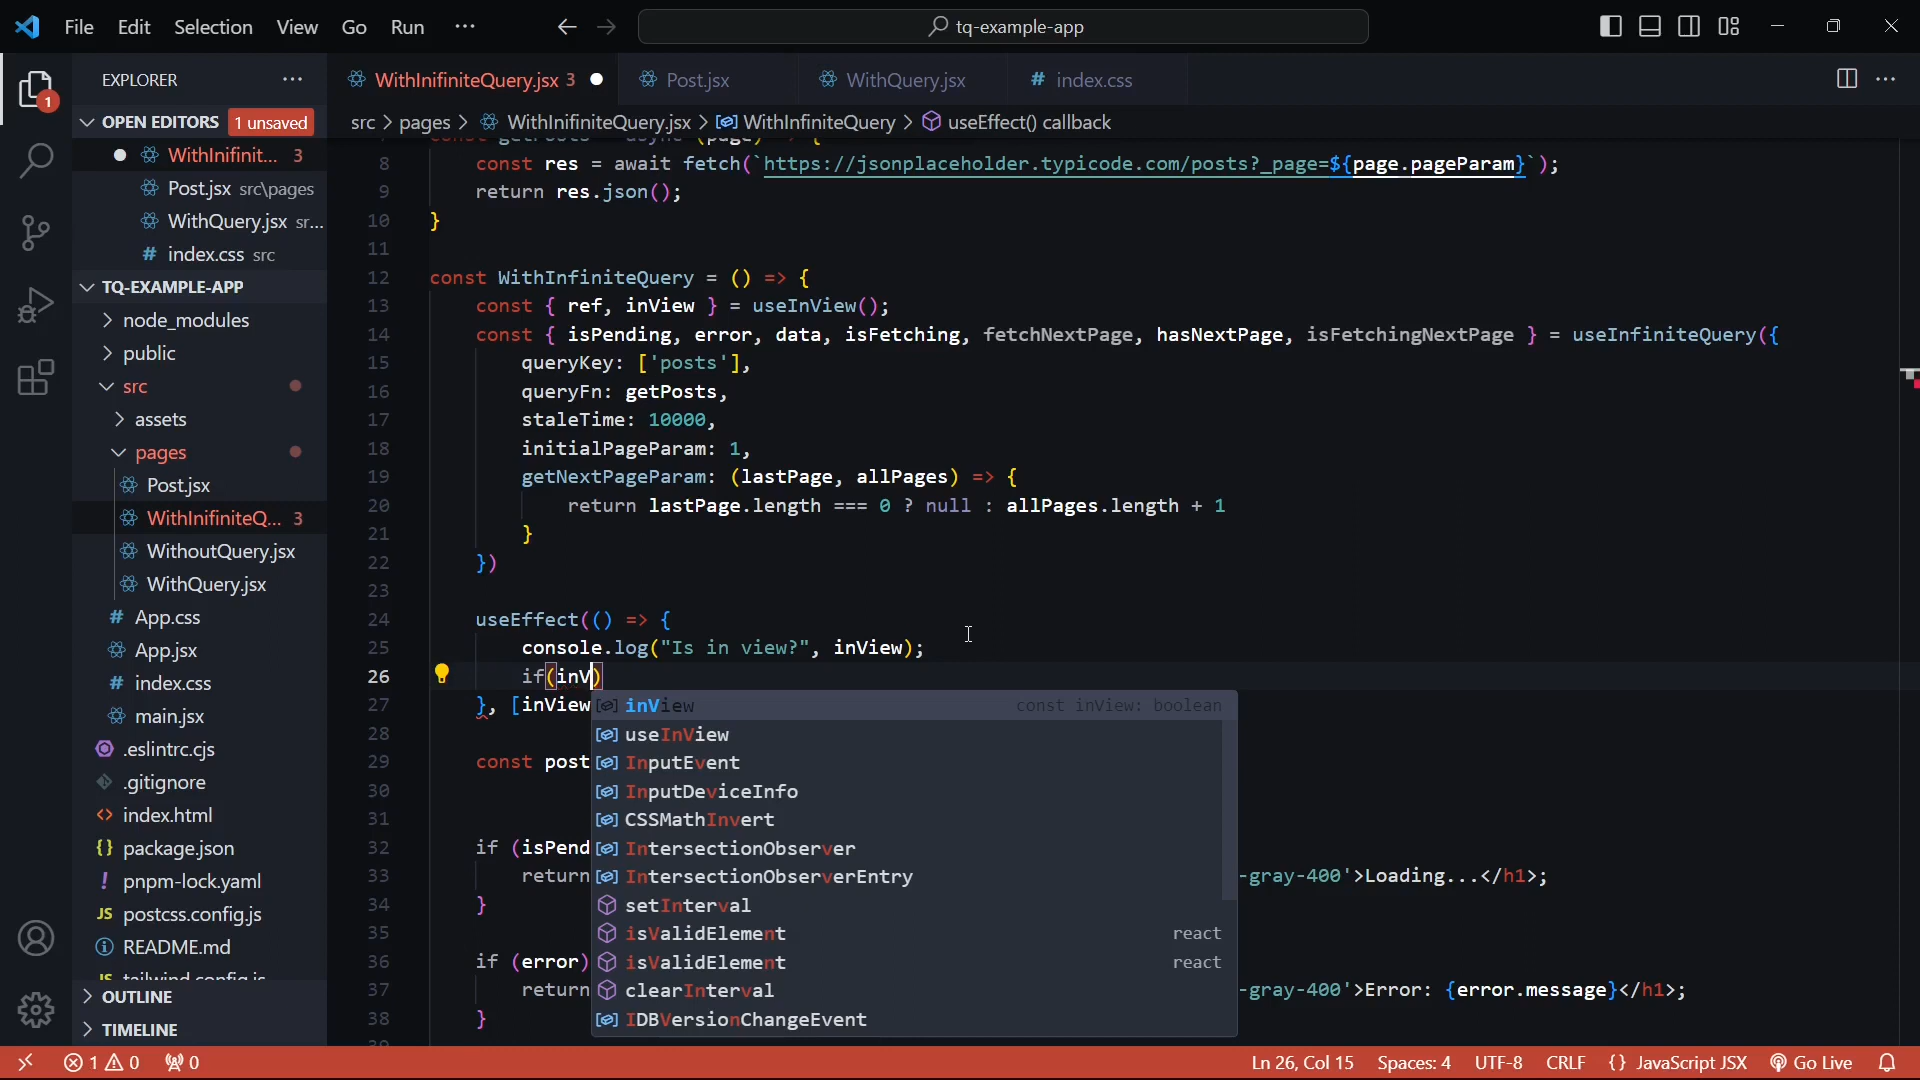 File Edit Selection View Go Run ··· tq-example-app
EXPLORER ···
WithInifiniteQuery.jsx 3 Post.jsx WithQuery.jsx # index.css ···
OPEN EDITORS 1 unsaved
src > pages > WithInifiniteQuery.jsx > WithInfiniteQuery > useEffect() callback
WithInifinit... 3
Post.jsx src\pages
WithQuery.jsx sr...
# index.css src
TQ-EXAMPLE-APP
> node_modules
> public
src
> assets
pages
Post.jsx
WithInifiniteQ... 3
WithoutQuery.jsx
WithQuery.jsx
# App.css
App.jsx
# index.css
main.jsx
.eslintrc.cjs
.gitignore
<> index.html
{} package.json
! pnpm-lock.yaml
JS postcss.config.js
README.md
JS tailwind.config.js
> OUTLINE
> TIMELINE
const getPosts = async (page) => {
8 const res = await fetch(`https://jsonplaceholder.typicode.com/posts?_page=${page.pageParam}`);
9 return res.json();
10 }
11
12 const WithInfiniteQuery = () => {
13 const { ref, inView } = useInView();
14 const { isPending, error, data, isFetching, fetchNextPage, hasNextPage, isFetchingNextPage } = useInfiniteQuery({
15 queryKey: ['posts'],
16 queryFn: getPosts,
17 staleTime: 10000,
18 initialPageParam: 1,
19 getNextPageParam: (lastPage, allPages) => {
20 return lastPage.length === 0 ? null : allPages.length + 1
21 }
22 })
23
24 useEffect(() => {
25 console.log("Is in view?", inView);
26 if(inV)
27 }, [inView
28
29 const post
30
31
32 if (isPend
33 return -gray-400'>Loading...</h1>;
34 }
35
36 if (error)
37 return -gray-400'>Error: {error.message}</h1>;
38 }
39
inView const inView: boolean
useInView
InputEvent
InputDeviceInfo
CSSMathInvert
IntersectionObserver
IntersectionObserverEntry
setInterval
isValidElement react
isValidElement react
clearInterval
IDBVersionChangeEvent
1 0 0 Ln 26, Col 15 Spaces: 4 UTF-8 CRLF {} JavaScript JSX Go Live